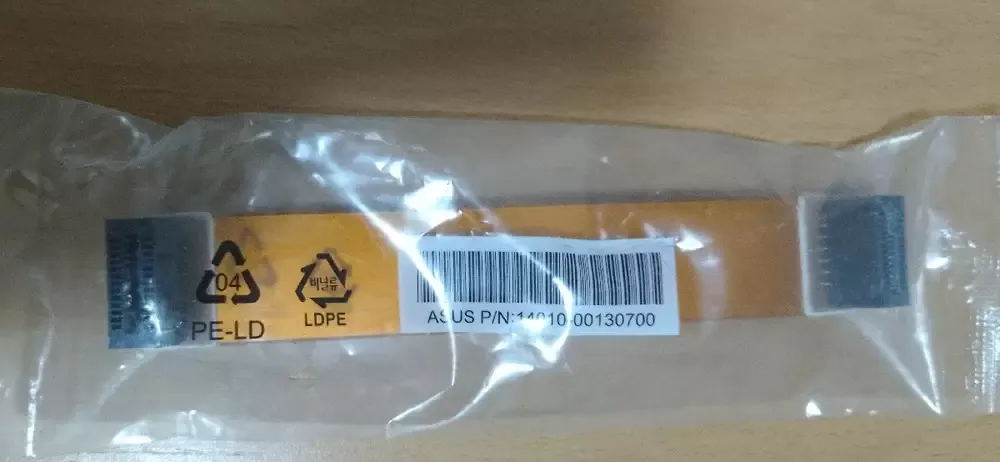 04
PE-LD
비닐류
LDPE
ASUS P/N:14010-00130700